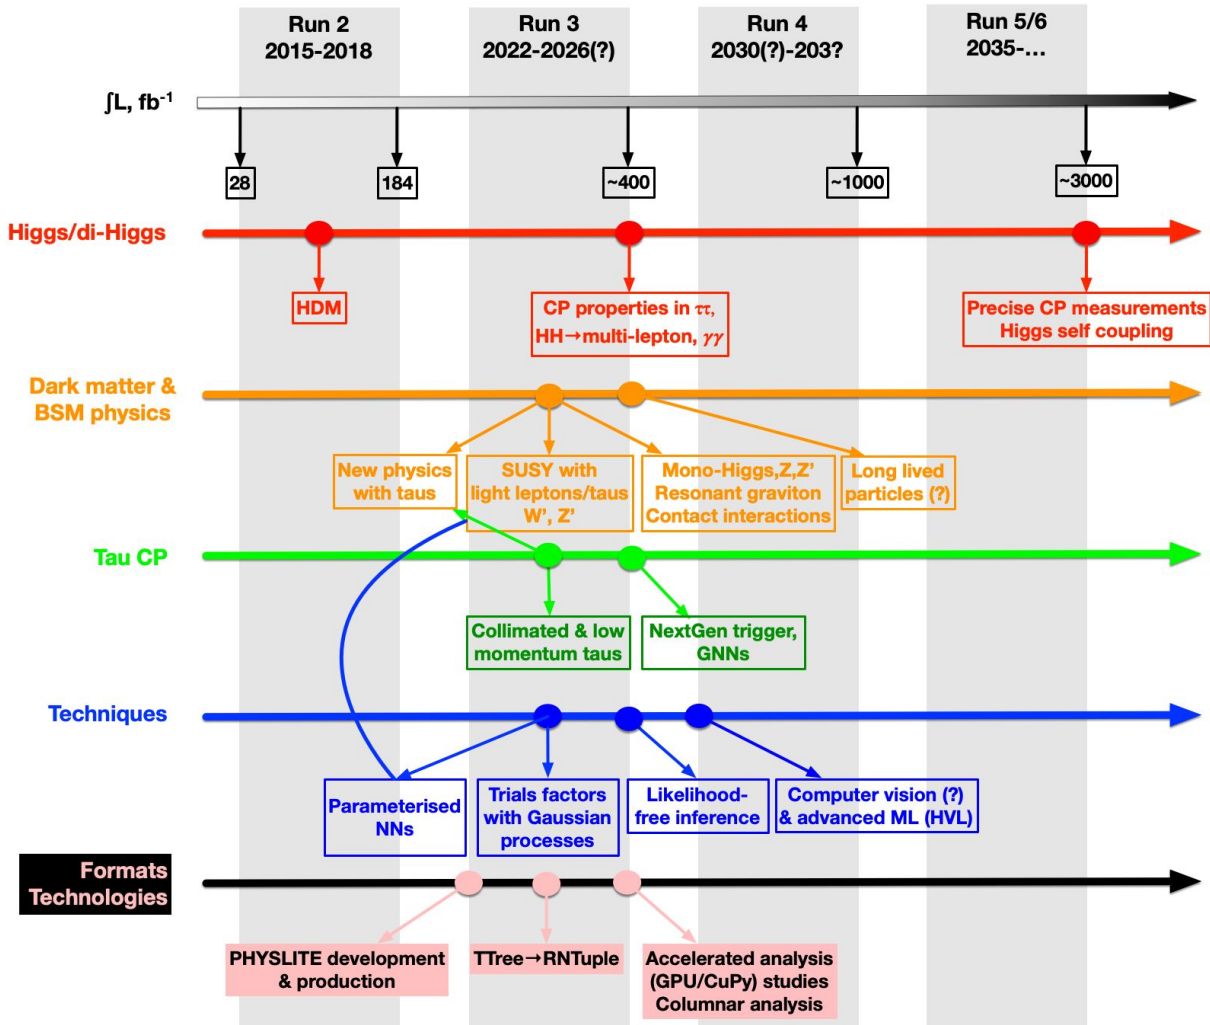 Run 2
2015-2018
Run 3
2022-2026(?)
Run 4
2030(?)-203?
Run 5/6
2035-…
∫L, fb⁻¹
28
184
~400
~1000
~3000
Higgs/di-Higgs
HDM
CP properties in ττ,
HH→multi-lepton, γγ
Precise CP measurements
Higgs self coupling
Dark matter &
BSM physics
New physics
with taus
SUSY with
light leptons/taus
W’, Z’
Mono-Higgs,Z,Z’
Resonant graviton
Contact interactions
Long lived
particles (?)
Tau CP
Collimated & low
momentum taus
NextGen trigger,
GNNs
Techniques
Parameterised
NNs
Trials factors
with Gaussian
processes
Likelihood-
free inference
Computer vision (?)
& advanced ML (HVL)
Formats
Technologies
PHYSLITE development
& production
TTree→RNTuple
Accelerated analysis
(GPU/CuPy) studies
Columnar analysis